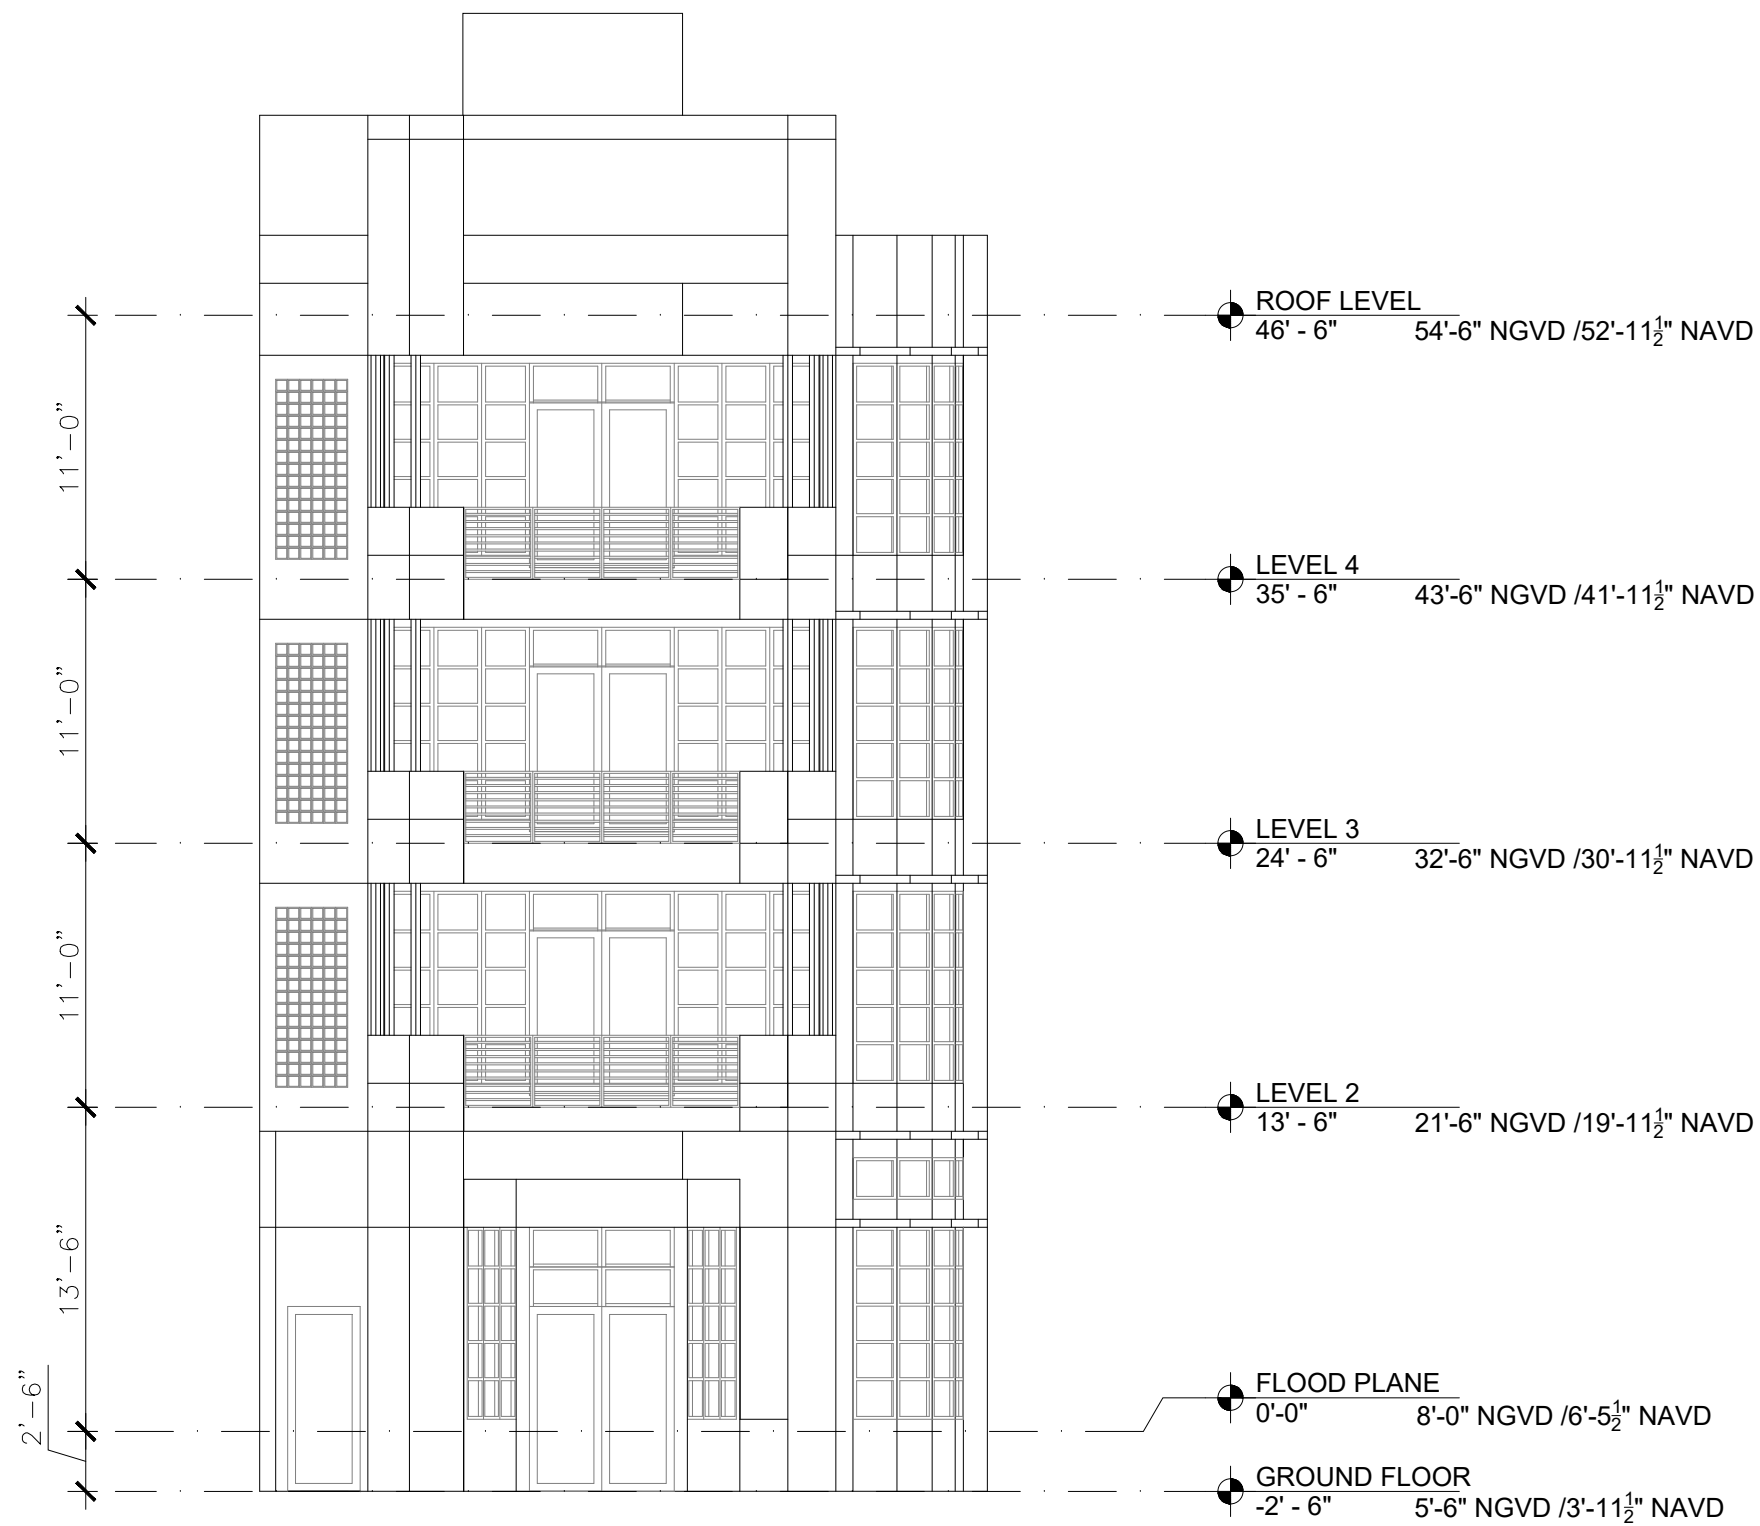 ROOF LEVEL
46' - 6" 54'-6" NGVD /52'-11½" NAVD
11'-0"
LEVEL 4
35' - 6" 43'-6" NGVD /41'-11½" NAVD
11'-0"
LEVEL 3
24' - 6" 32'-6" NGVD /30'-11½" NAVD
11'-0"
LEVEL 2
13' - 6" 21'-6" NGVD /19'-11½" NAVD
13'-6"
FLOOD PLANE
0'-0" 8'-0" NGVD /6'-5½" NAVD
2'-6"
GROUND FLOOR
-2' - 6" 5'-6" NGVD /3'-11½" NAVD